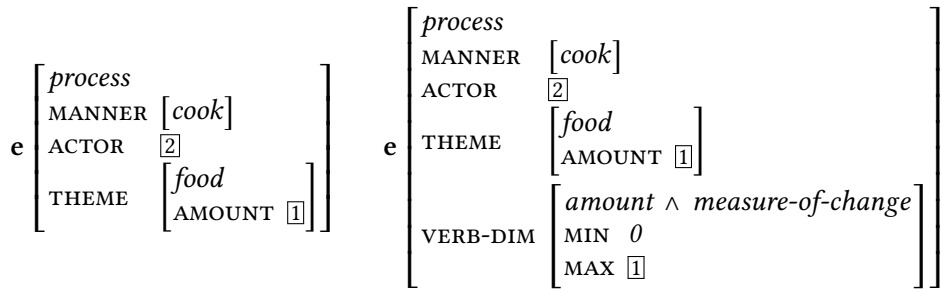 e
process
MANNER [cook]
ACTOR 2
THEME [food
AMOUNT 1]
e
process
MANNER [cook]
ACTOR 2
THEME [food
AMOUNT 1]
VERB-DIM [amount ∧ measure-of-change
MIN 0
MAX 1]